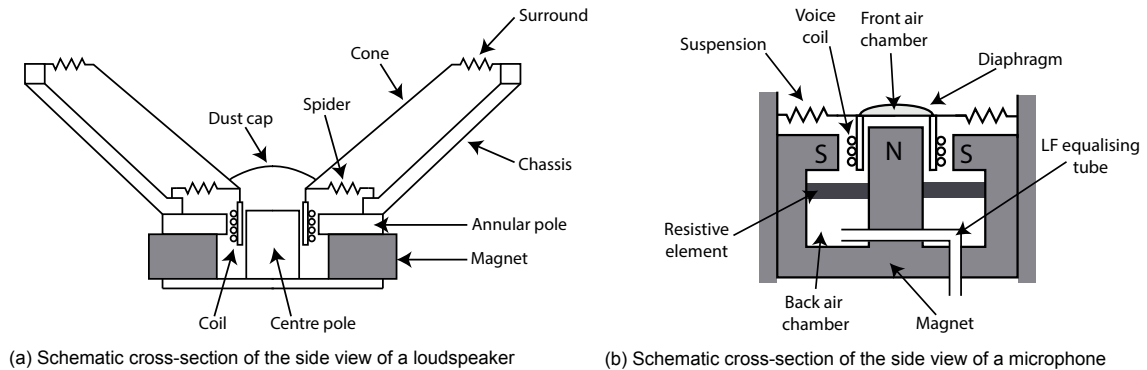 Surround
Cone
Spider
Dust cap
Chassis
Annular pole
Magnet
Coil
Centre pole
(a) Schematic cross-section of the side view of a loudspeaker
Voice
coil
Front air
chamber
Suspension
Diaphragm
LF equalising
tube
S
N
S
Resistive
element
Back air
chamber
Magnet
(b) Schematic cross-section of the side view of a microphone